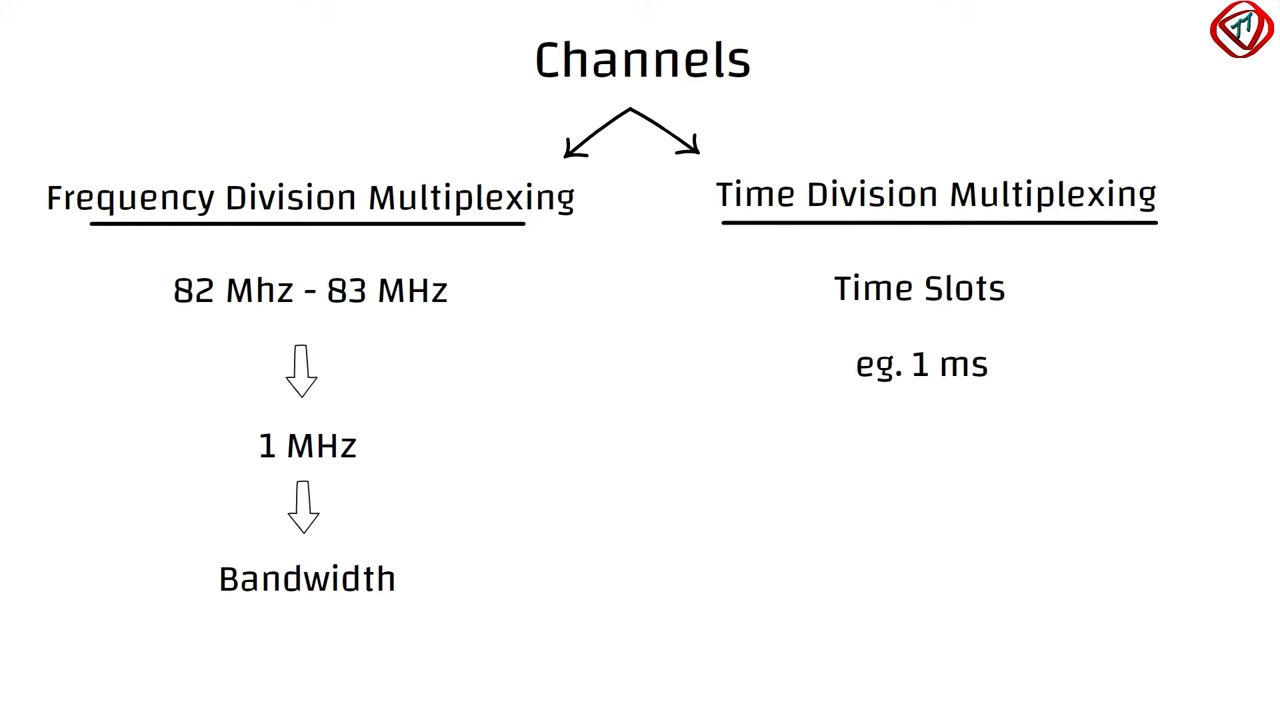 Channels
Frequency Division Multiplexing
82 Mhz - 83 MHz
1 MHz
Bandwidth
Time Division Multiplexing
Time Slots
eg. 1 ms